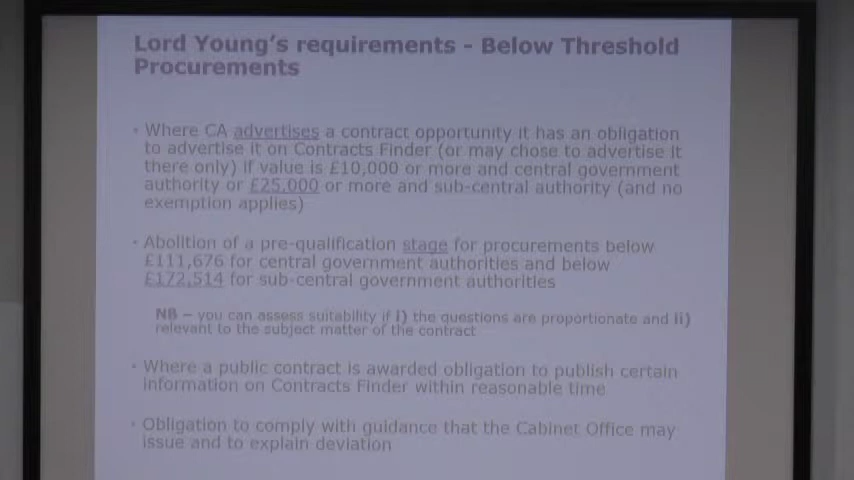 Lord Young's requirements - Below Threshold
Procurements
• Where CA advertises a contract opportunity it has an obligation
to advertise it on Contracts Finder (or may chose to advertise it
there only) if value is £10,000 or more and central government
authority or £25,000 or more and sub-central authority (and no
exemption applies)
• Abolition of a pre-qualification stage for procurements below
£111,676 for central government authorities and below
£172,514 for sub-central government authorities
NB – you can assess suitability if i) the questions are proportionate and ii)
relevant to the subject matter of the contract
• Where a public contract is awarded obligation to publish certain
information on Contracts Finder within reasonable time
• Obligation to comply with guidance that the Cabinet Office may
issue and to explain deviation